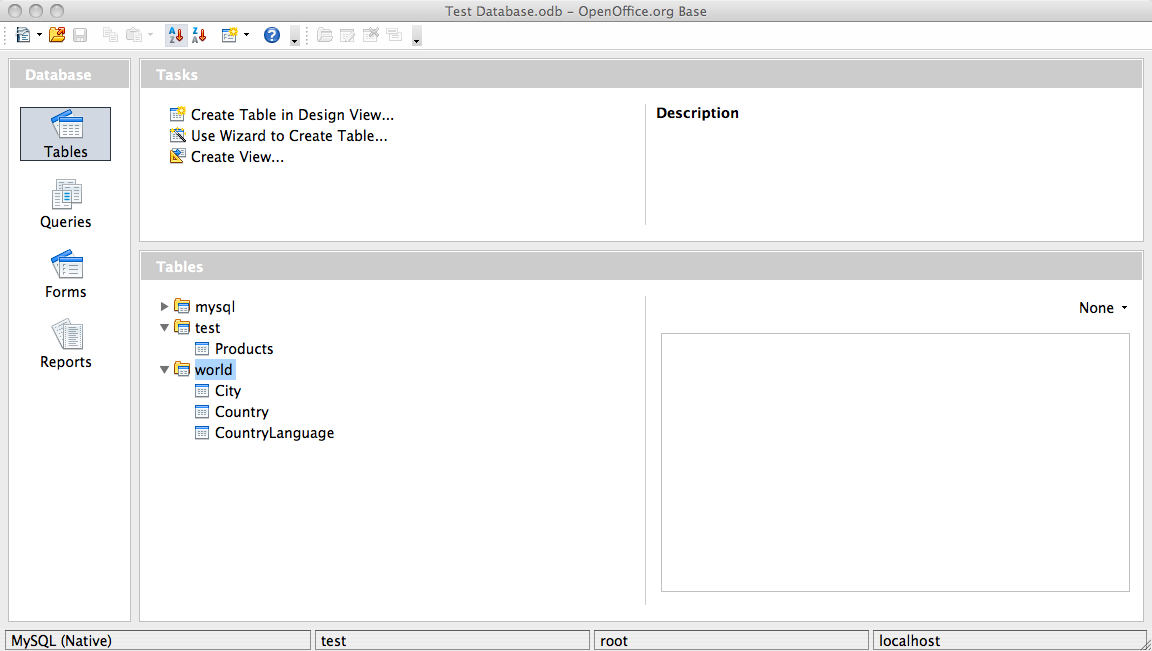 Test Database.odb – OpenOffice.org Base
Database
Tables
Queries
Forms
Reports
Tasks
Create Table in Design View...
Use Wizard to Create Table...
Create View...
Description
Tables
mysql
test
Products
world
City
Country
CountryLanguage
None
MySQL (Native)
test
root
localhost